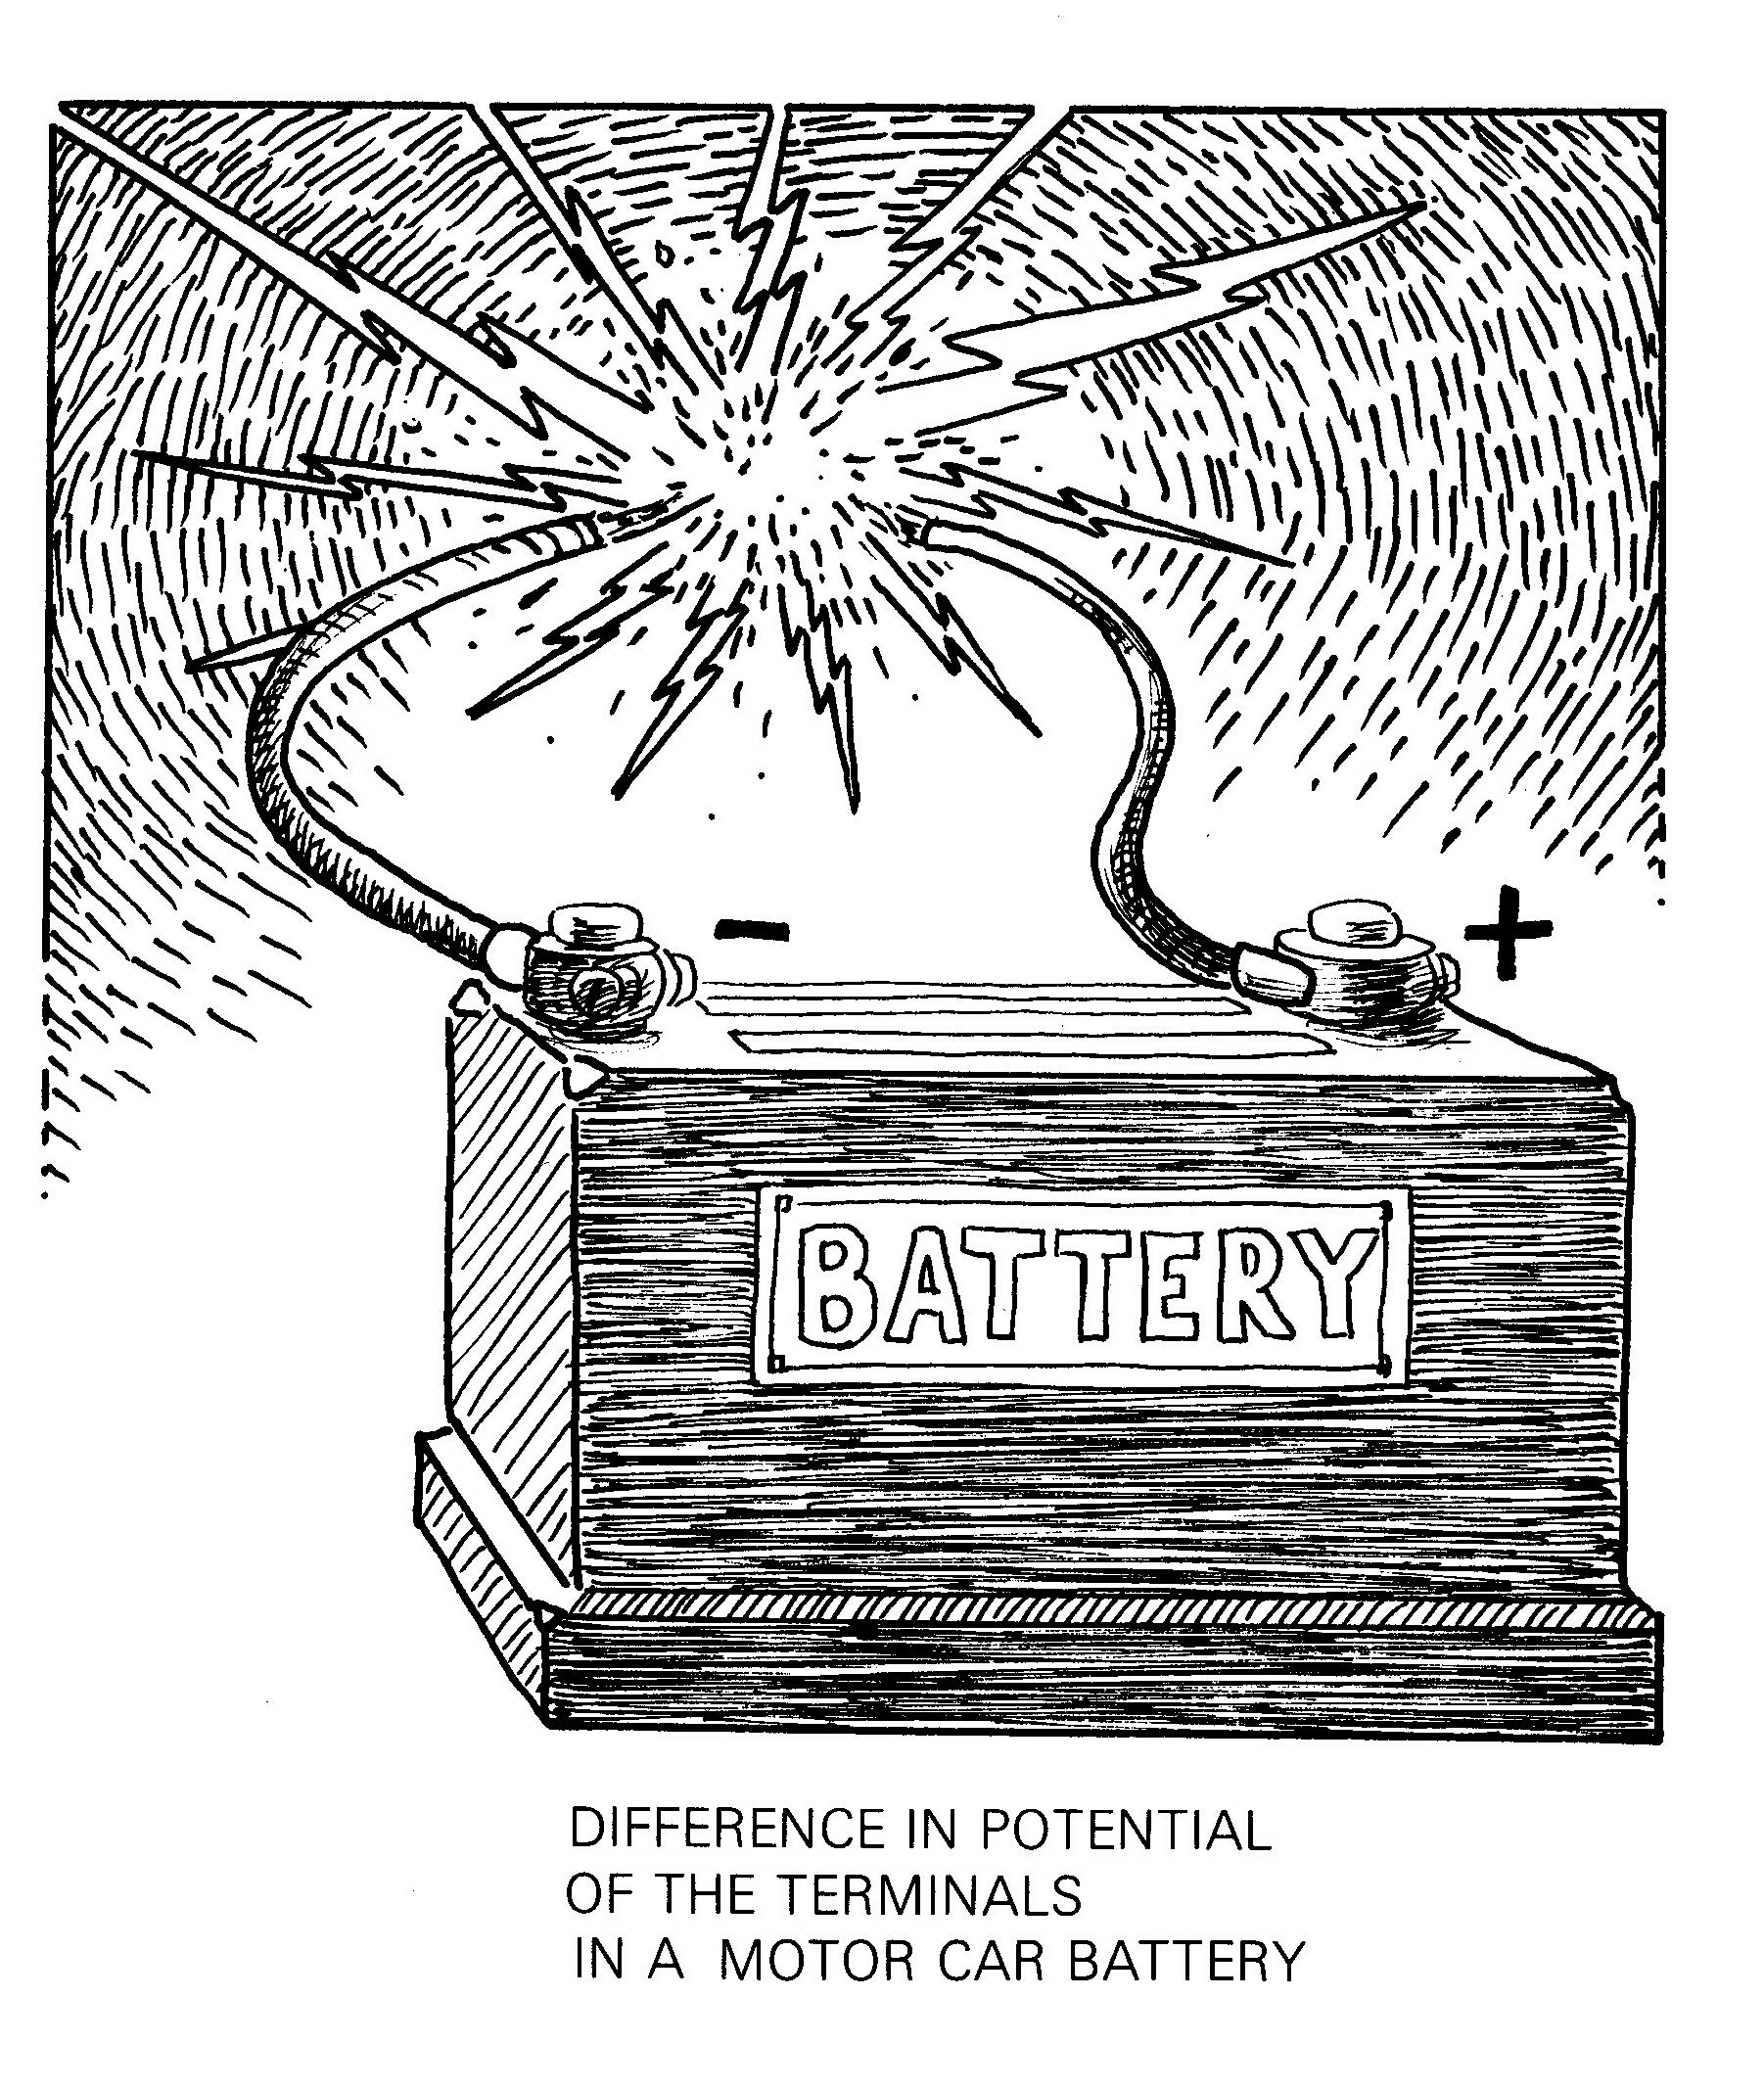 − +
BATTERY
DIFFERENCE IN POTENTIAL
OF THE TERMINALS
IN A MOTOR CAR BATTERY